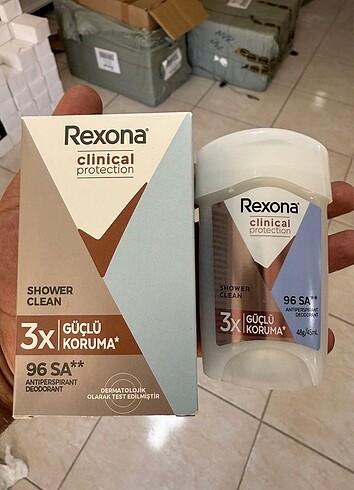 Rexona®
clinical
protection
SHOWER
CLEAN
3x GÜÇLÜ
KORUMA*
96 SA**
ANTIPERSPIRANT
DEODORANT
DERMATOLOJİK
OLARAK TEST EDİLMİŞTİR
Rexona®
clinical
protection
SHOWER
CLEAN
96 SA**
ANTIPERSPIRANT
DEODORANT
3x GÜÇLÜ
KORUMA*
48g/45mL